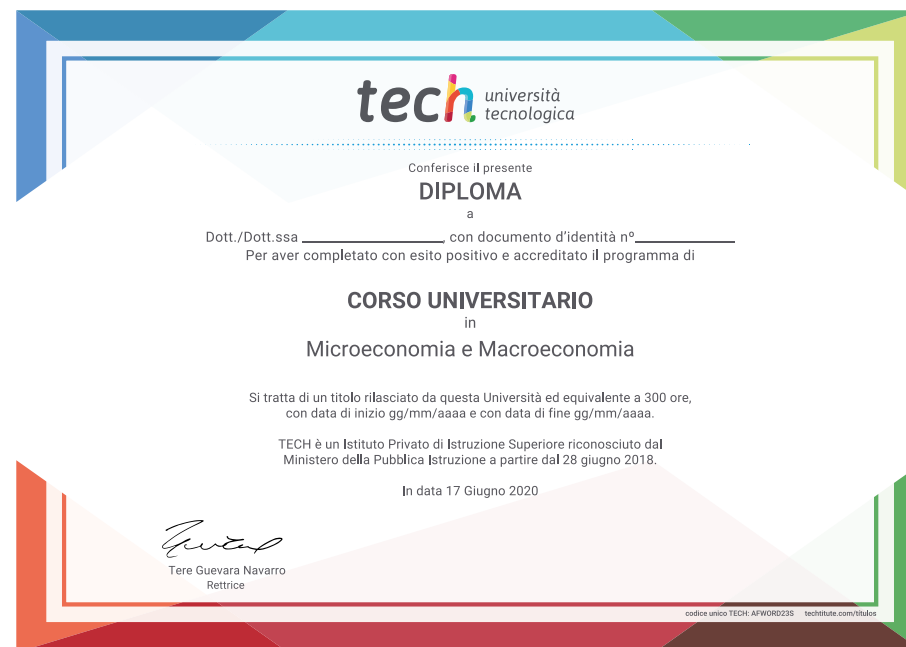 tech università
tecnologica
Conferisce il presente
DIPLOMA
a
Dott./Dott.ssa ________________, con documento d'identità nº____________
Per aver completato con esito positivo e accreditato il programma di
CORSO UNIVERSITARIO
in
Microeconomia e Macroeconomia
Si tratta di un titolo rilasciato da questa Università ed equivalente a 300 ore,
con data di inizio gg/mm/aaaa e con data di fine gg/mm/aaaa.
TECH è un Istituto Privato di Istruzione Superiore riconosciuto dal
Ministero della Pubblica Istruzione a partire dal 28 giugno 2018.
In data 17 Giugno 2020
Tere Guevara Navarro
Rettrice
codice unico TECH: AFWORD23S techtitute.com/titulos